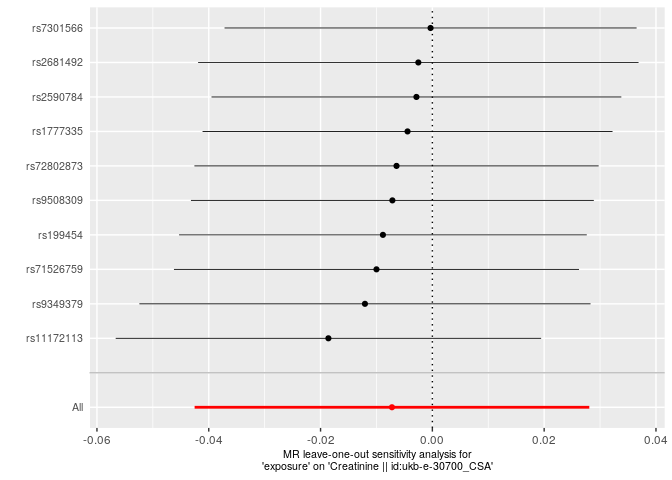 rs7301566
rs2681492
rs2590784
rs1777335
rs72802873
rs9508309
rs199454
rs71526759
rs9349379
rs11172113
All
-0.06 -0.04 -0.02 0.00 0.02 0.04
MR leave-one-out sensitivity analysis for
'exposure' on 'Creatinine || id:ukb-e-30700_CSA'